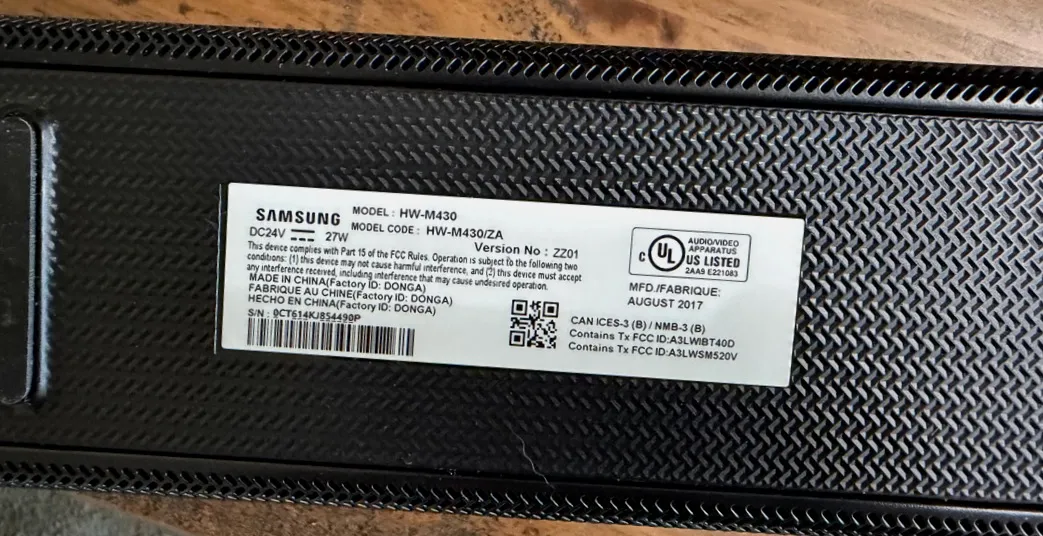 SAMSUNG
MODEL : HW-M430
MODEL CODE : HW-M430/ZA
DC24V 27W
Version No : ZZ01
This device complies with Part 15 of the FCC Rules. Operation is subject to the following two
conditions: (1) this device may not cause harmful interference, and (2) this device must accept
any interference received, including interference that may cause undesired operation.
MADE IN CHINA(Factory ID: DONGA)
FABRIQUE AU CHINE(Factory ID: DONGA)
HECHO EN CHINA(Factory ID: DONGA)
S/N : 0CT614KJ854490P
C UL
AUDIO/VIDEO
APPARATUS
US LISTED
2AA9 E221083
MFD./FABRIQUE:
AUGUST 2017
CAN ICES-3 (B) / NMB-3 (B)
Contains Tx FCC ID:A3LWIBT40D
Contains Tx FCC ID:A3LWSM520V